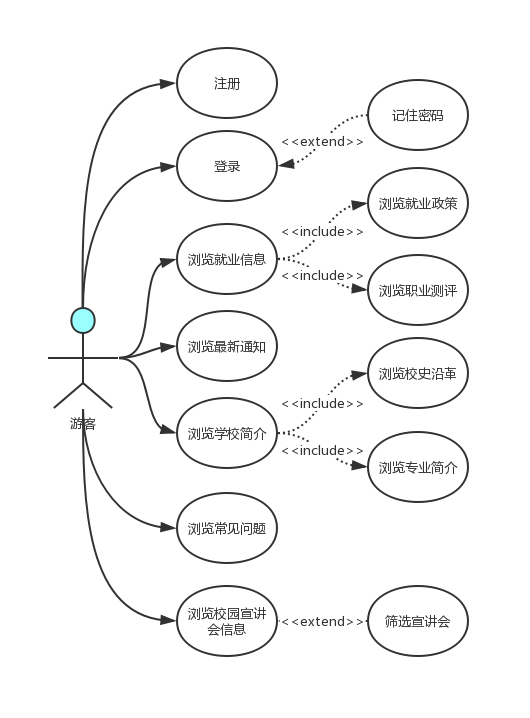 注册
记住密码
<<extend>>
登录
浏览就业政策
<<include>>
浏览就业信息
<<include>>
浏览职业测评
浏览最新通知
浏览校史沿革
<<include>>
游客
浏览学校简介
<<include>>
浏览专业简介
浏览常见问题
浏览校园宣讲
会信息
<<extend>>
筛选宣讲会